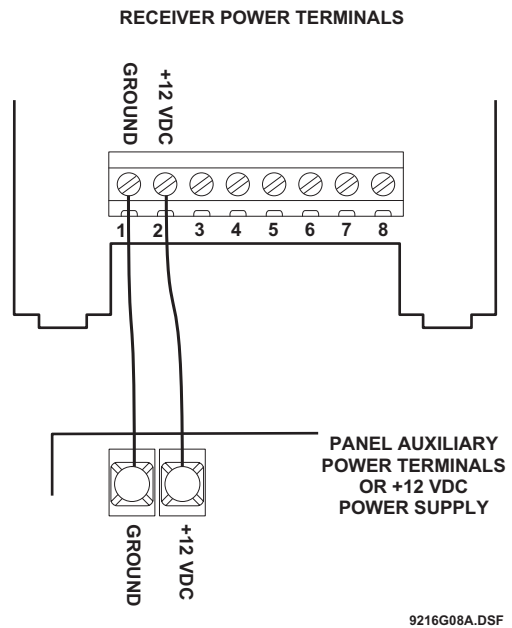 RECEIVER POWER TERMINALS
GROUND
+12 VDC
1 2 3 4 5 6 7 8
PANEL AUXILIARY
POWER TERMINALS
OR +12 VDC
POWER SUPPLY
GROUND
+12 VDC
9216G08A.DSF